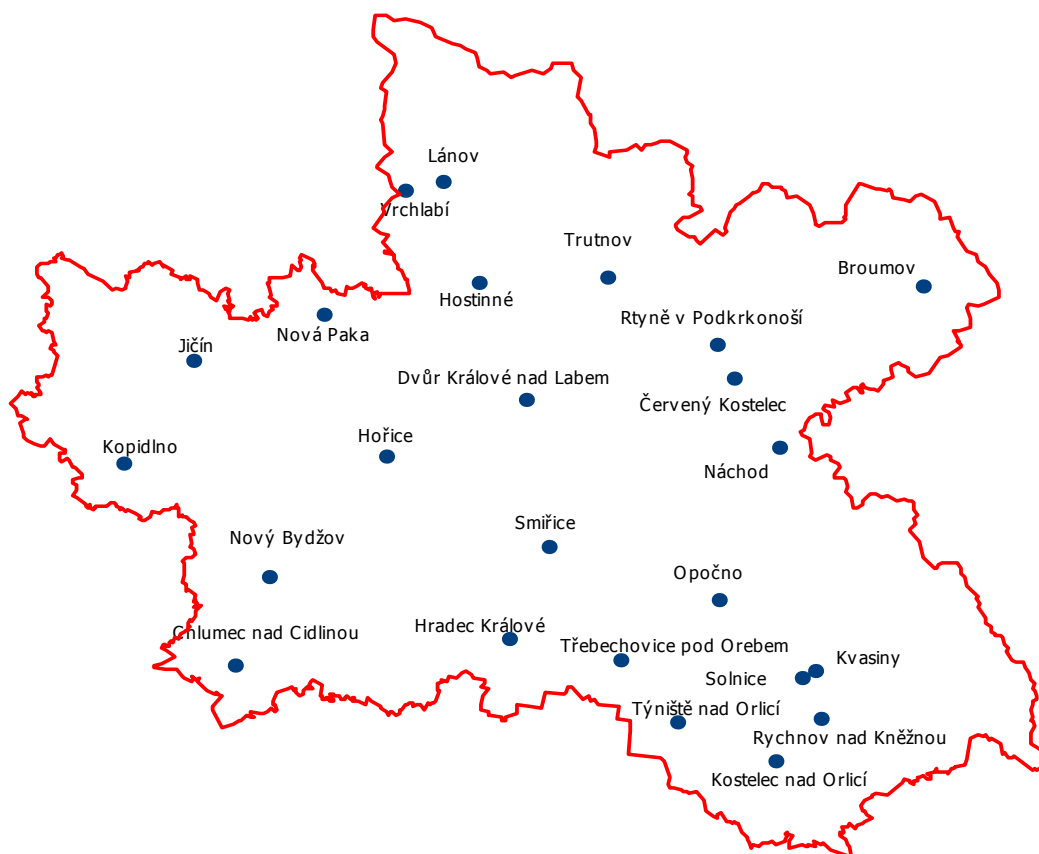 Lánov
Vrchlabí
Trutnov
Broumov
Hostinné
Rtyně v Podkrkonoší
Nová Paka
Jičín
Dvůr Králové nad Labem
Červený Kostelec
Hořice
Kopidlno
Náchod
Smiřice
Nový Bydžov
Opočno
Hradec Králové
Chlumec nad Cidlinou
Třebechovice pod Orebem
Kvasiny
Solnice
Týniště nad Orlicí
Rychnov nad Kněžnou
Kostelec nad Orlicí